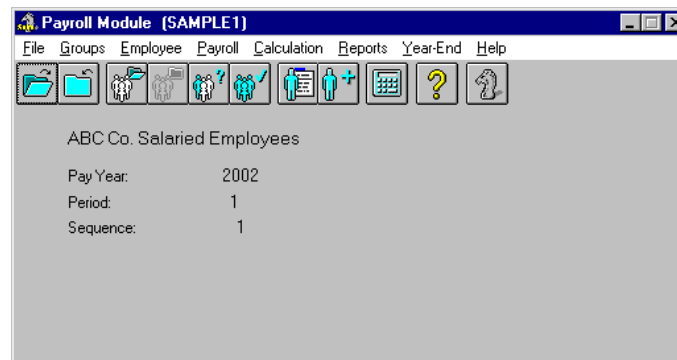 Payroll Module (SAMPLE1)
File Groups Employee Payroll Calculation Reports Year-End Help
ABC Co. Salaried Employees
Pay Year: 2002
Period: 1
Sequence: 1